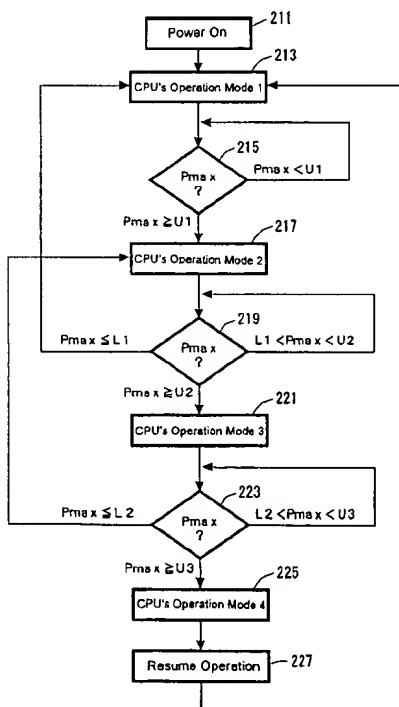 211
Power On
213
CPU's Operation Mode 1
215
Pmax
?
Pmax<U1
Pmax≧U1
217
CPU's Operation Mode 2
219
Pmax≦L1
Pmax
?
L1<Pmax<U2
Pmax≧U2
221
CPU's Operation Mode 3
223
Pmax≦L2
Pmax
?
L2<Pmax<U3
Pmax≧U3
225
CPU's Operation Mode 4
Resume Operation
227